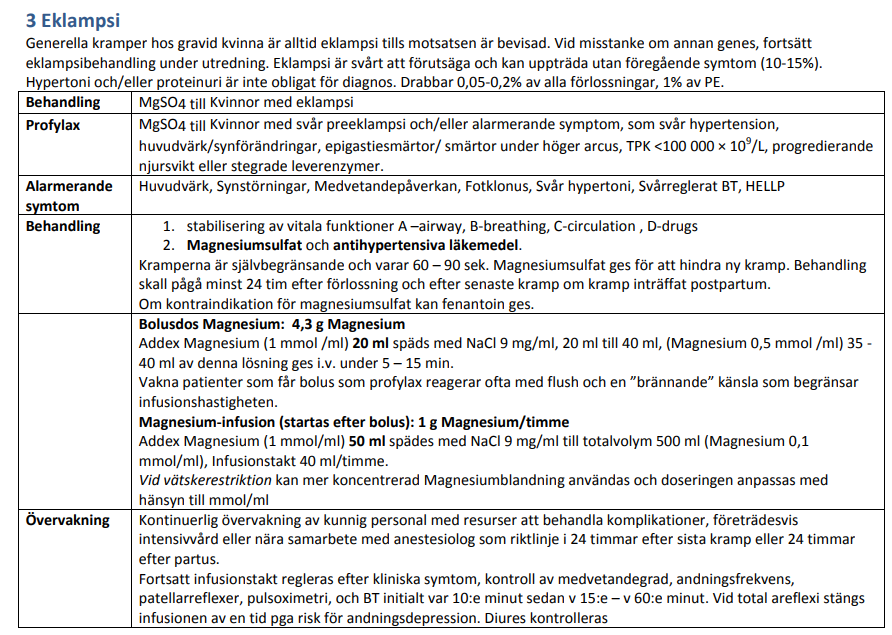 3 Eklampsi
Generella kramper hos gravid kvinna är alltid eklampsi tills motsatsen är bevisad. Vid misstanke om annan genes, fortsätt
eklampsibehandling under utredning. Eklampsi är svårt att förutsäga och kan uppträda utan föregående symtom (10-15%).
Hypertoni och/eller proteinuri är inte obligat för diagnos. Drabbar 0,05-0,2% av alla förlossningar, 1% av PE.
Behandling MgSO4 till Kvinnor med eklampsi
Profylax MgSO4 till Kvinnor med svår preeklampsi och/eller alarmerande symptom, som svår hypertension,
huvudvärk/synförändringar, epigastiesmärtor/ smärtor under höger arcus, TPK <100 000 × 10⁹/L, progredierande
njursvikt eller stegrade leverenzymer.
Alarmerande Huvudvärk, Synstörningar, Medvetandepåverkan, Fotklonus, Svår hypertoni, Svårreglerat BT, HELLP
symtom
Behandling 1. stabilisering av vitala funktioner A –airway, B-breathing, C-circulation , D-drugs
2. Magnesiumsulfat och antihypertensiva läkemedel.
Kramperna är självbegränsande och varar 60 – 90 sek. Magnesiumsulfat ges för att hindra ny kramp. Behandling
skall pågå minst 24 tim efter förlossning och efter senaste kramp om kramp inträffat postpartum.
Om kontraindikation för magnesiumsulfat kan fenantoin ges.
Bolusdos Magnesium: 4,3 g Magnesium
Addex Magnesium (1 mmol /ml) 20 ml späds med NaCl 9 mg/ml, 20 ml till 40 ml, (Magnesium 0,5 mmol /ml) 35 -
40 ml av denna lösning ges i.v. under 5 – 15 min.
Vakna patienter som får bolus som profylax reagerar ofta med flush och en ”brännande” känsla som begränsar
infusionshastigheten.
Magnesium-infusion (startas efter bolus): 1 g Magnesium/timme
Addex Magnesium (1 mmol/ml) 50 ml spädes med NaCl 9 mg/ml till totalvolym 500 ml (Magnesium 0,1
mmol/ml), Infusionstakt 40 ml/timme.
Vid vätskerestriktion kan mer koncentrerad Magnesiumblandning användas och doseringen anpassas med
hänsyn till mmol/ml
Övervakning Kontinuerlig övervakning av kunnig personal med resurser att behandla komplikationer, företrädesvis
intensivvård eller nära samarbete med anestesiolog som riktlinje i 24 timmar efter sista kramp eller 24 timmar
efter partus.
Fortsatt infusionstakt regleras efter kliniska symtom, kontroll av medvetandegrad, andningsfrekvens,
patellarreflexer, pulsoximetri, och BT initialt var 10:e minut sedan v 15:e – v 60:e minut. Vid total areflexi stängs
infusionen av en tid pga risk för andningsdepression. Diures kontrolleras